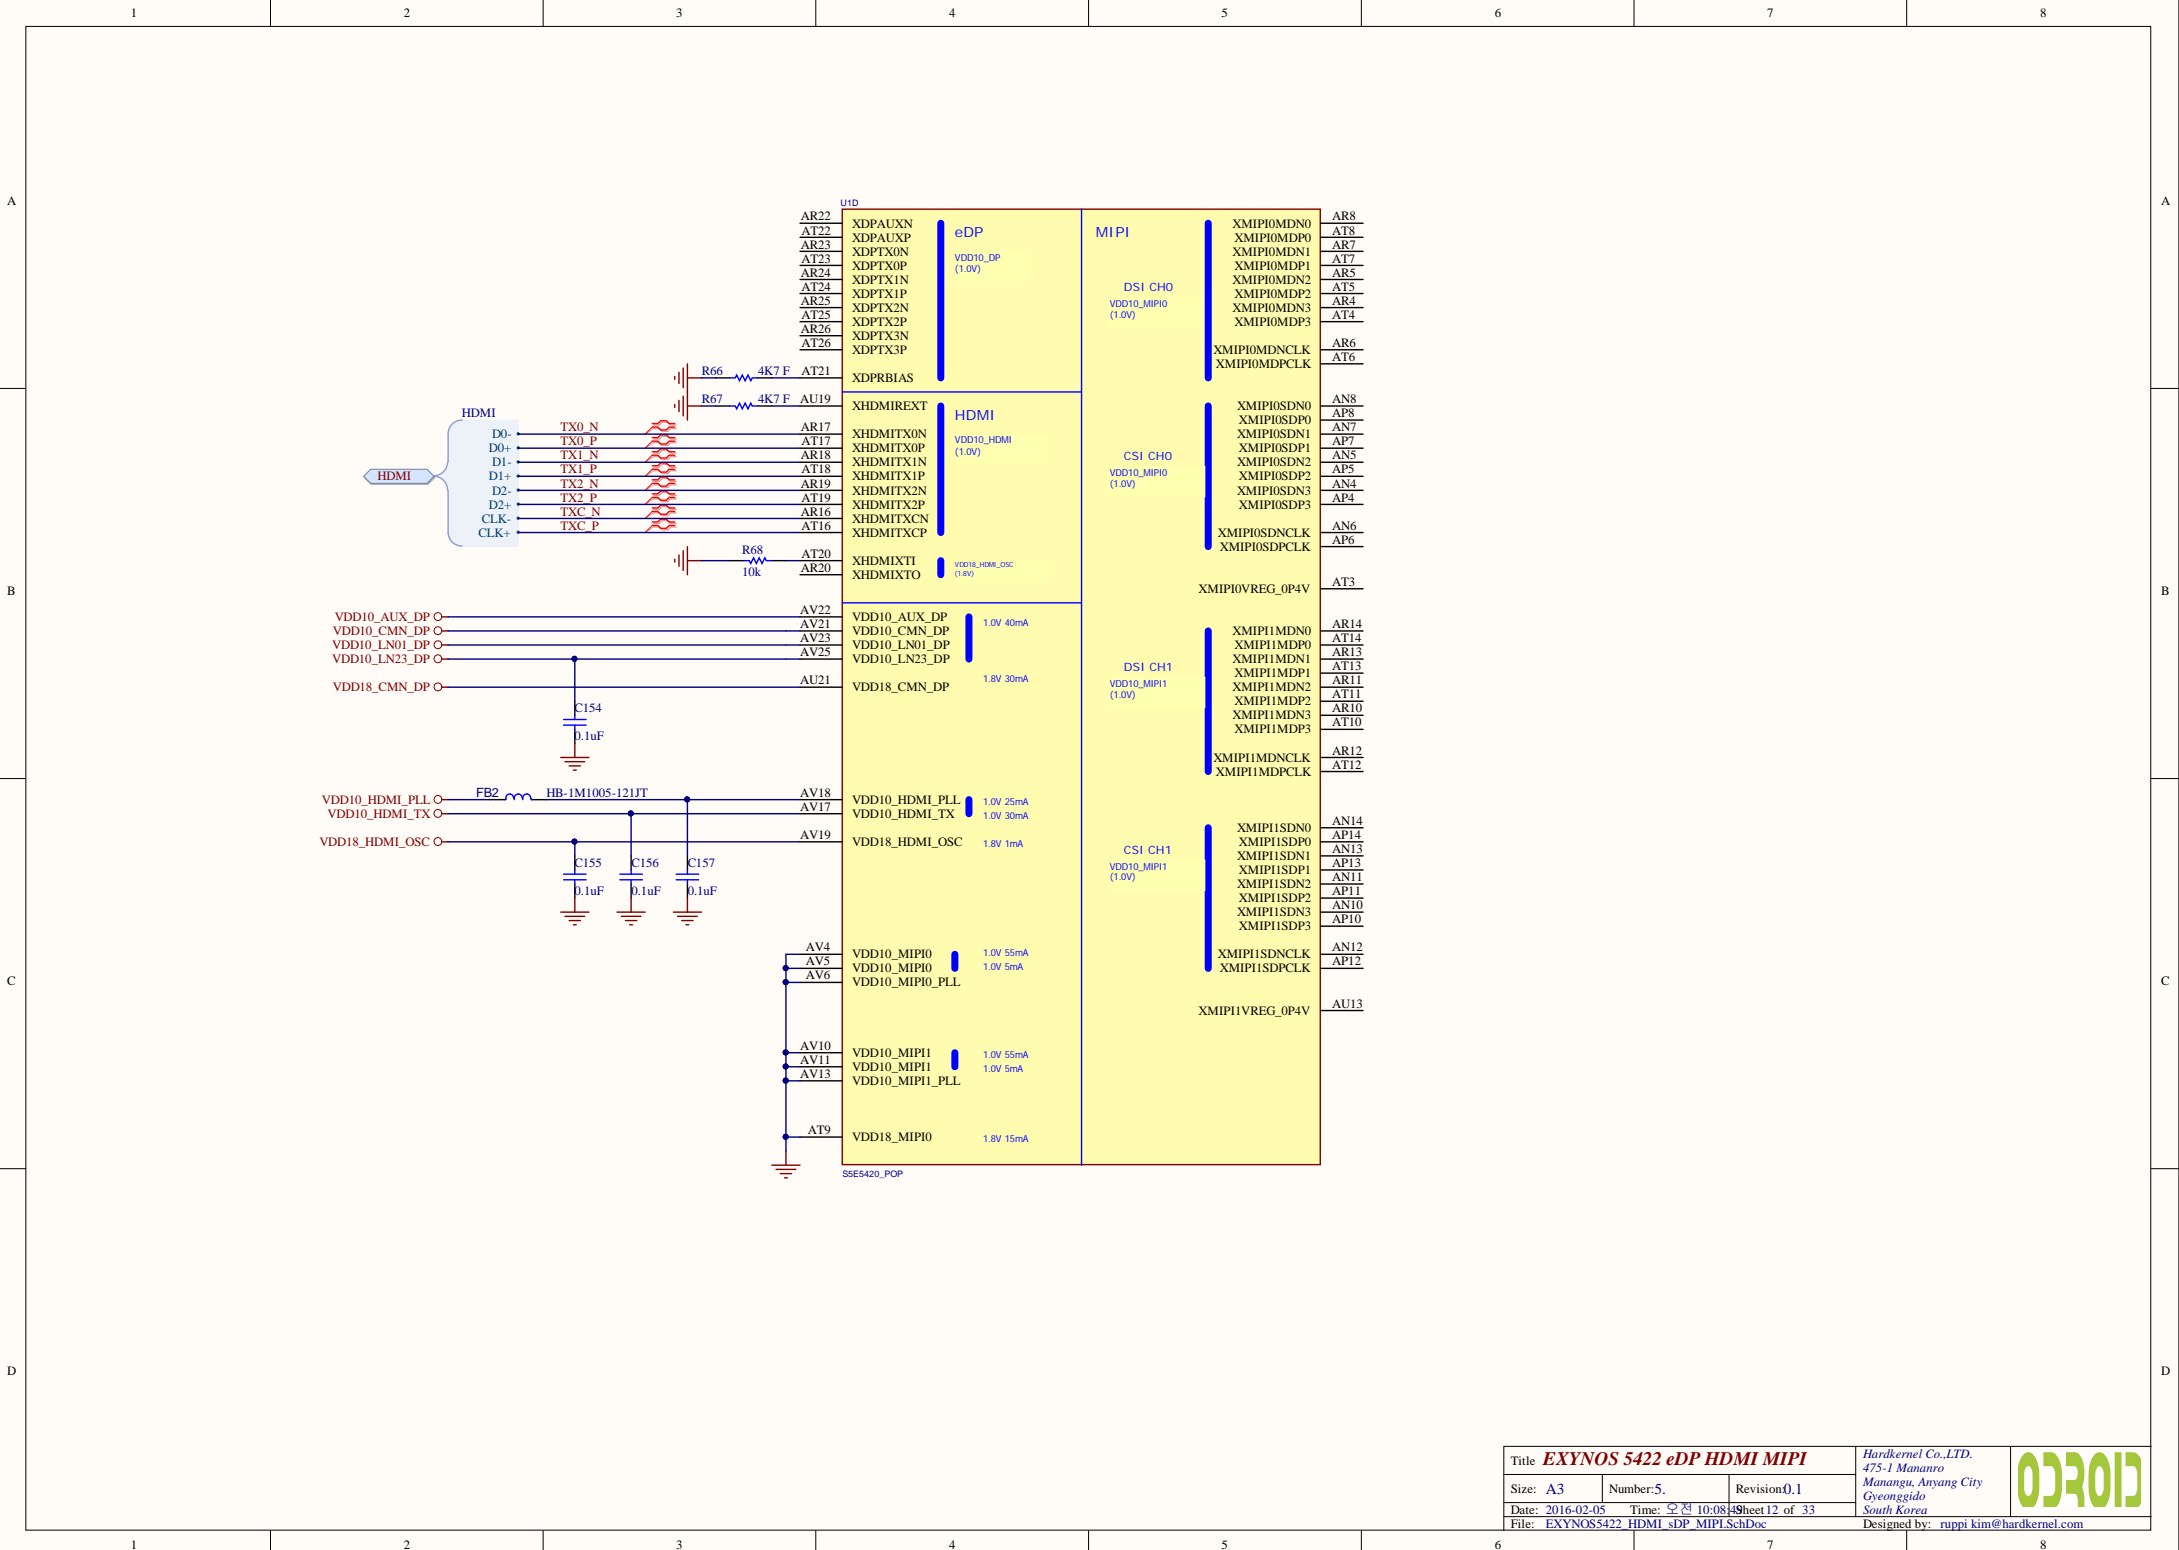 1 2 3 4 5 6 7 8
A A
B B
C C
D D
U1D
AR22 XDPAUXN
AT22 XDPAUXP
AR23 XDPTX0N
AT23 XDPTX0P
AR24 XDPTX1N
AT24 XDPTX1P
AR25 XDPTX2N
AT25 XDPTX2P
AR26 XDPTX3N
AT26 XDPTX3P
R66 4K7 F AT21 XDPRBIAS
eDP
VDD10_DP
(1.0V)
R67 4K7 F AU19 XHDMIREXT
HDMI
VDD10_HDMI
(1.0V)
HDMI
HDMI
D0- TX0_N AR17 XHDMITX0N
D0+ TX0_P AT17 XHDMITX0P
D1- TX1_N AR18 XHDMITX1N
D1+ TX1_P AT18 XHDMITX1P
D2- TX2_N AR19 XHDMITX2N
D2+ TX2_P AT19 XHDMITX2P
CLK- TXC_N AR16 XHDMITXCN
CLK+ TXC_P AT16 XHDMITXCP
R68 10k AT20 XHDMIXTI
AR20 XHDMIXTO
VDD18_HDMI_OSC
(1.8V)
VDD10_AUX_DP AV22 VDD10_AUX_DP
VDD10_CMN_DP AV21 VDD10_CMN_DP
VDD10_LN01_DP AV23 VDD10_LN01_DP
VDD10_LN23_DP AV25 VDD10_LN23_DP
1.0V 40mA
VDD18_CMN_DP AU21 VDD18_CMN_DP 1.8V 30mA
C154
0.1uF
VDD10_HDMI_PLL FB2 HB-1M1005-121JT AV18 VDD10_HDMI_PLL 1.0V 25mA
VDD10_HDMI_TX AV17 VDD10_HDMI_TX 1.0V 30mA
VDD18_HDMI_OSC AV19 VDD18_HDMI_OSC 1.8V 1mA
C155 C156 C157
0.1uF 0.1uF 0.1uF
AV4 VDD10_MIPI0 1.0V 55mA
AV5 VDD10_MIPI0 1.0V 5mA
AV6 VDD10_MIPI0_PLL
AV10 VDD10_MIPI1 1.0V 55mA
AV11 VDD10_MIPI1 1.0V 5mA
AV13 VDD10_MIPI1_PLL
AT9 VDD18_MIPI0 1.8V 15mA
S5E5420_POP
MIPI
DSI CH0
VDD10_MIPI0
(1.0V)
XMIPI0MDN0 AR8
XMIPI0MDP0 AT8
XMIPI0MDN1 AR7
XMIPI0MDP1 AT7
XMIPI0MDN2 AR5
XMIPI0MDP2 AT5
XMIPI0MDN3 AR4
XMIPI0MDP3 AT4
XMIPI0MDNCLK AR6
XMIPI0MDPCLK AT6
CSI CH0
VDD10_MIPI0
(1.0V)
XMIPI0SDN0 AN8
XMIPI0SDP0 AP8
XMIPI0SDN1 AN7
XMIPI0SDP1 AP7
XMIPI0SDN2 AN5
XMIPI0SDP2 AP5
XMIPI0SDN3 AN4
XMIPI0SDP3 AP4
XMIPI0SDNCLK AN6
XMIPI0SDPCLK AP6
XMIPI0VREG_0P4V AT3
DSI CH1
VDD10_MIPI1
(1.0V)
XMIPI1MDN0 AR14
XMIPI1MDP0 AT14
XMIPI1MDN1 AR13
XMIPI1MDP1 AT13
XMIPI1MDN2 AR11
XMIPI1MDP2 AT11
XMIPI1MDN3 AR10
XMIPI1MDP3 AT10
XMIPI1MDNCLK AR12
XMIPI1MDPCLK AT12
CSI CH1
VDD10_MIPI1
(1.0V)
XMIPI1SDN0 AN14
XMIPI1SDP0 AP14
XMIPI1SDN1 AN13
XMIPI1SDP1 AP13
XMIPI1SDN2 AN11
XMIPI1SDP2 AP11
XMIPI1SDN3 AN10
XMIPI1SDP3 AP10
XMIPI1SDNCLK AN12
XMIPI1SDPCLK AP12
XMIPI1VREG_0P4V AU13
Title EXYNOS 5422 eDP HDMI MIPI
Size: A3 Number:5. Revision:0.1
Date: 2016-02-05 Time: 오전 10:08:49 Sheet 12 of 33
File: EXYNOS5422_HDMI_sDP_MIPI.SchDoc
Hardkernel Co.,LTD.
475-1 Mananro
Manangu, Anyang City
Gyeonggido
South Korea
ODROID
Designed by: ruppi kim@hardkernel.com
1 2 3 4 5 6 7 8